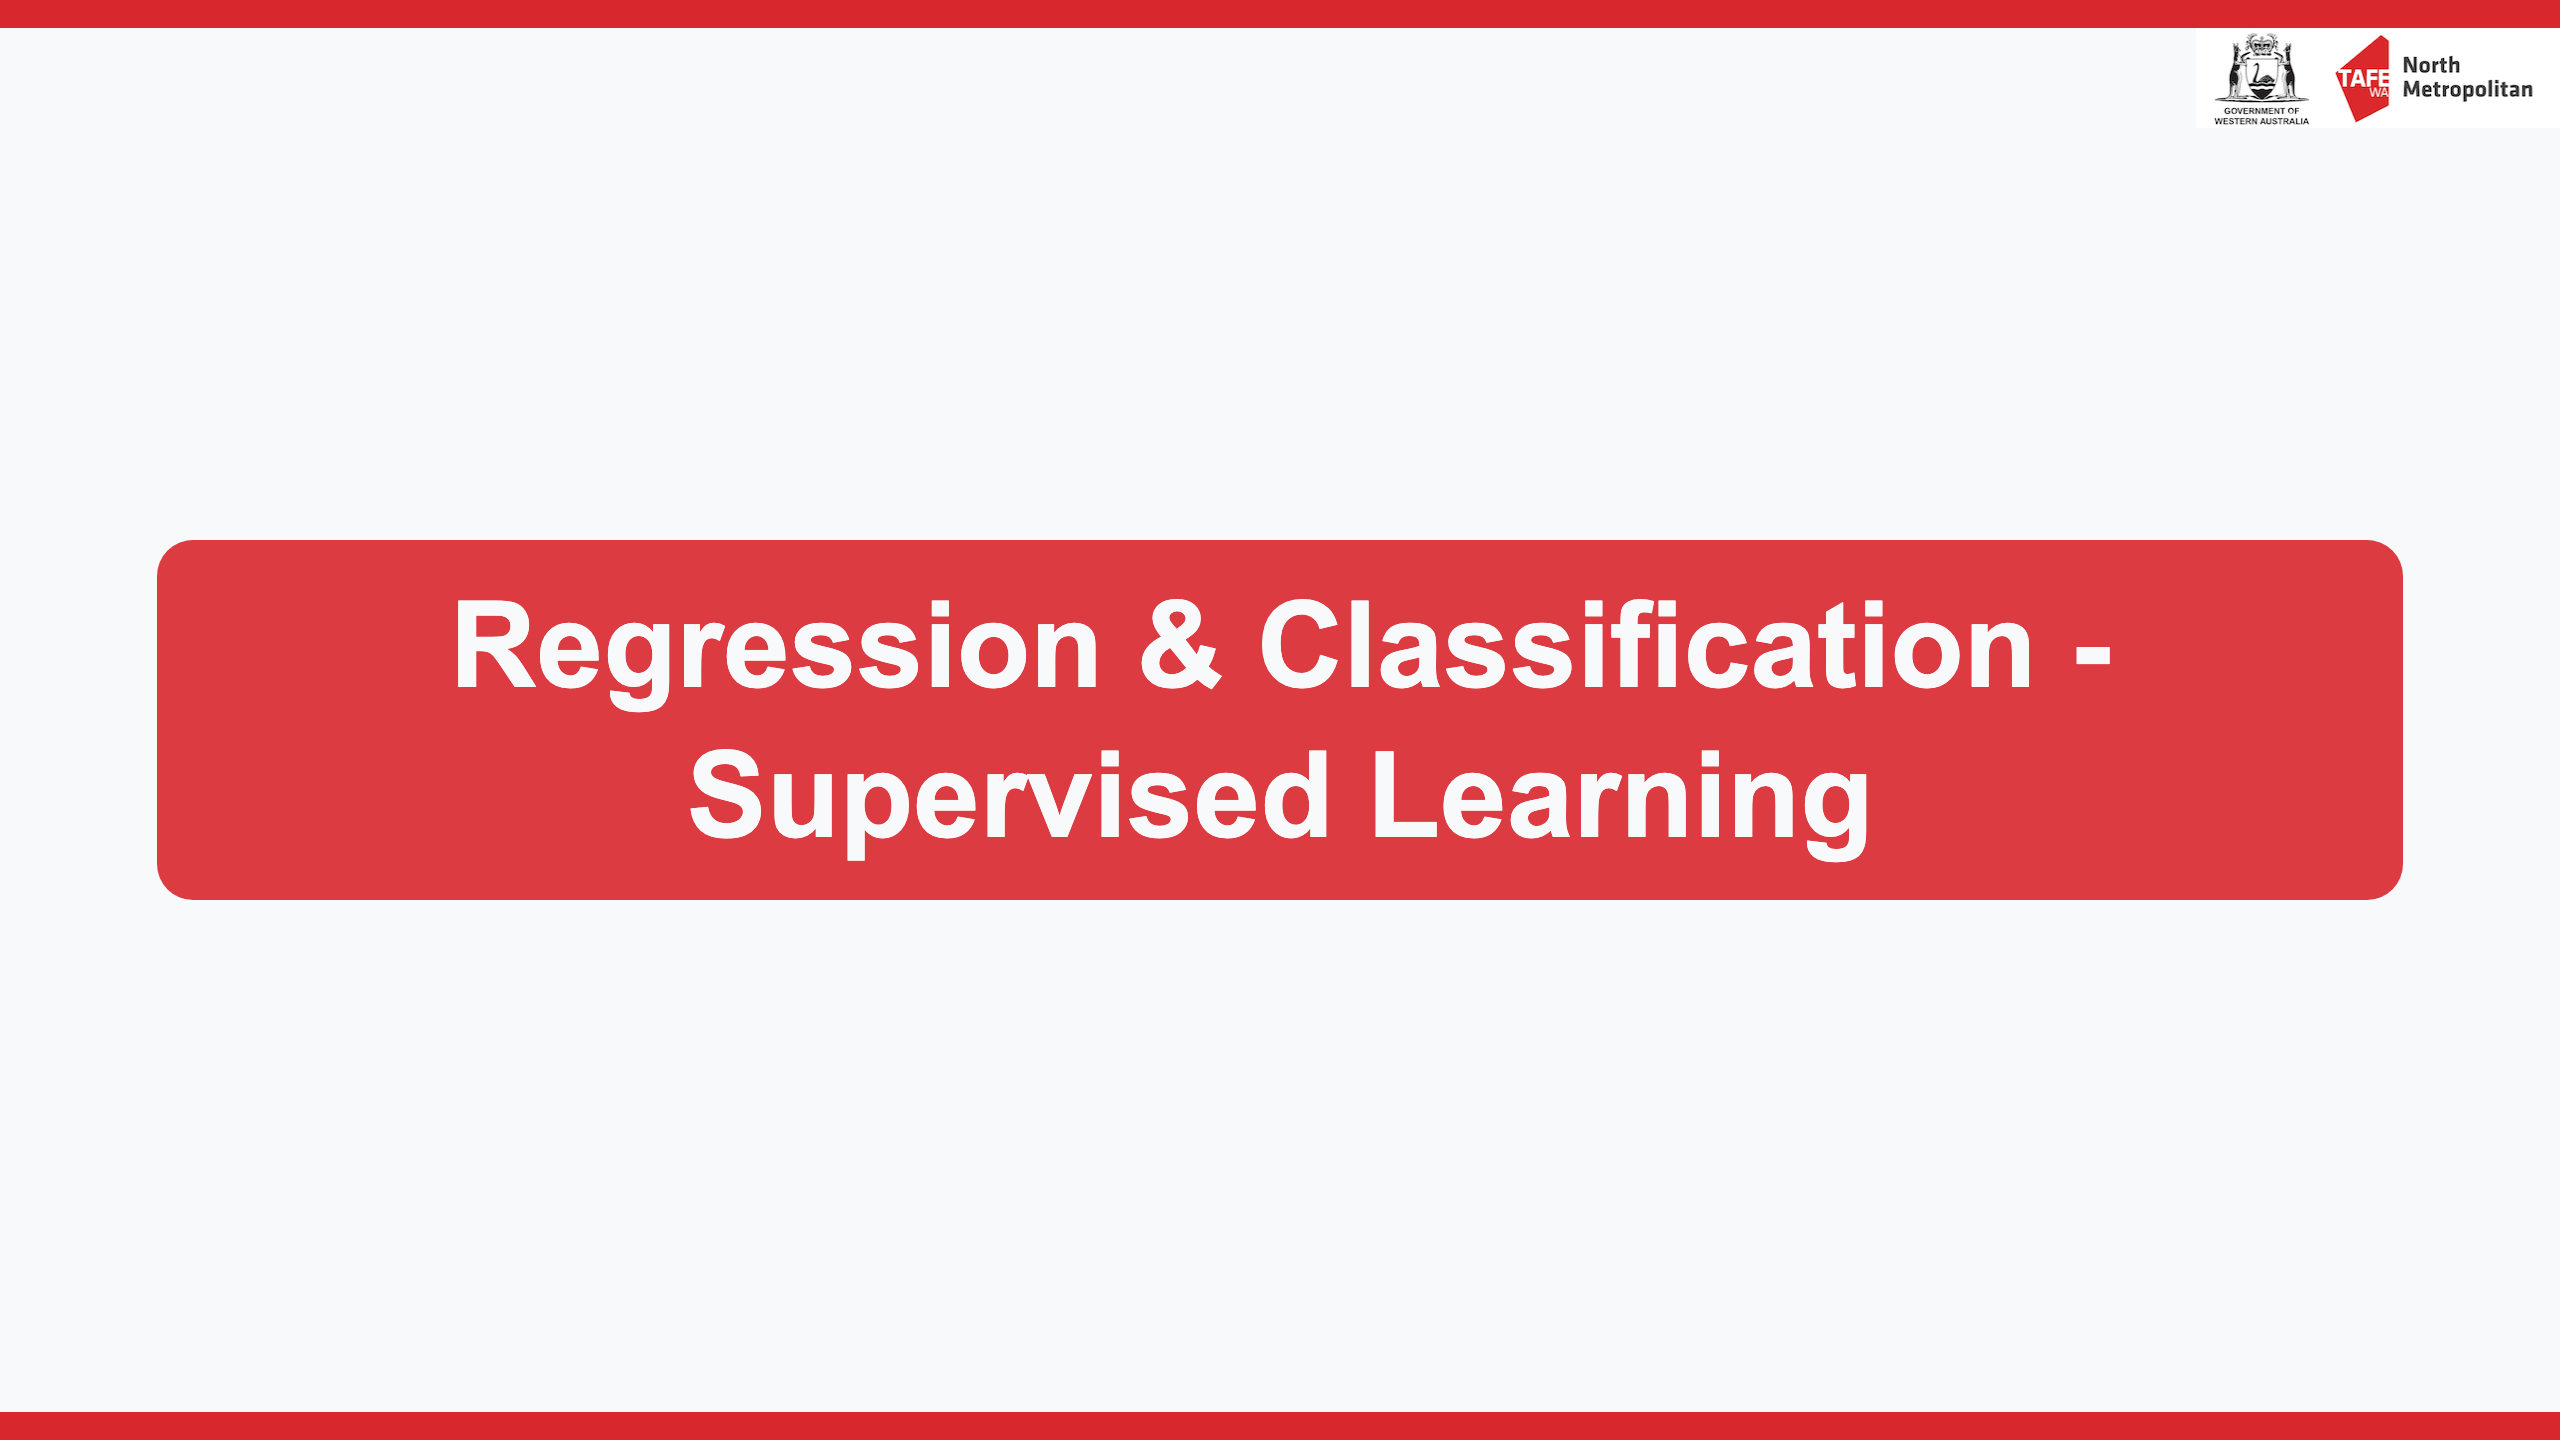 GOVERNMENT OF
WESTERN AUSTRALIA
TAFE
WA
North
Metropolitan
Regression & Classification -
Supervised Learning